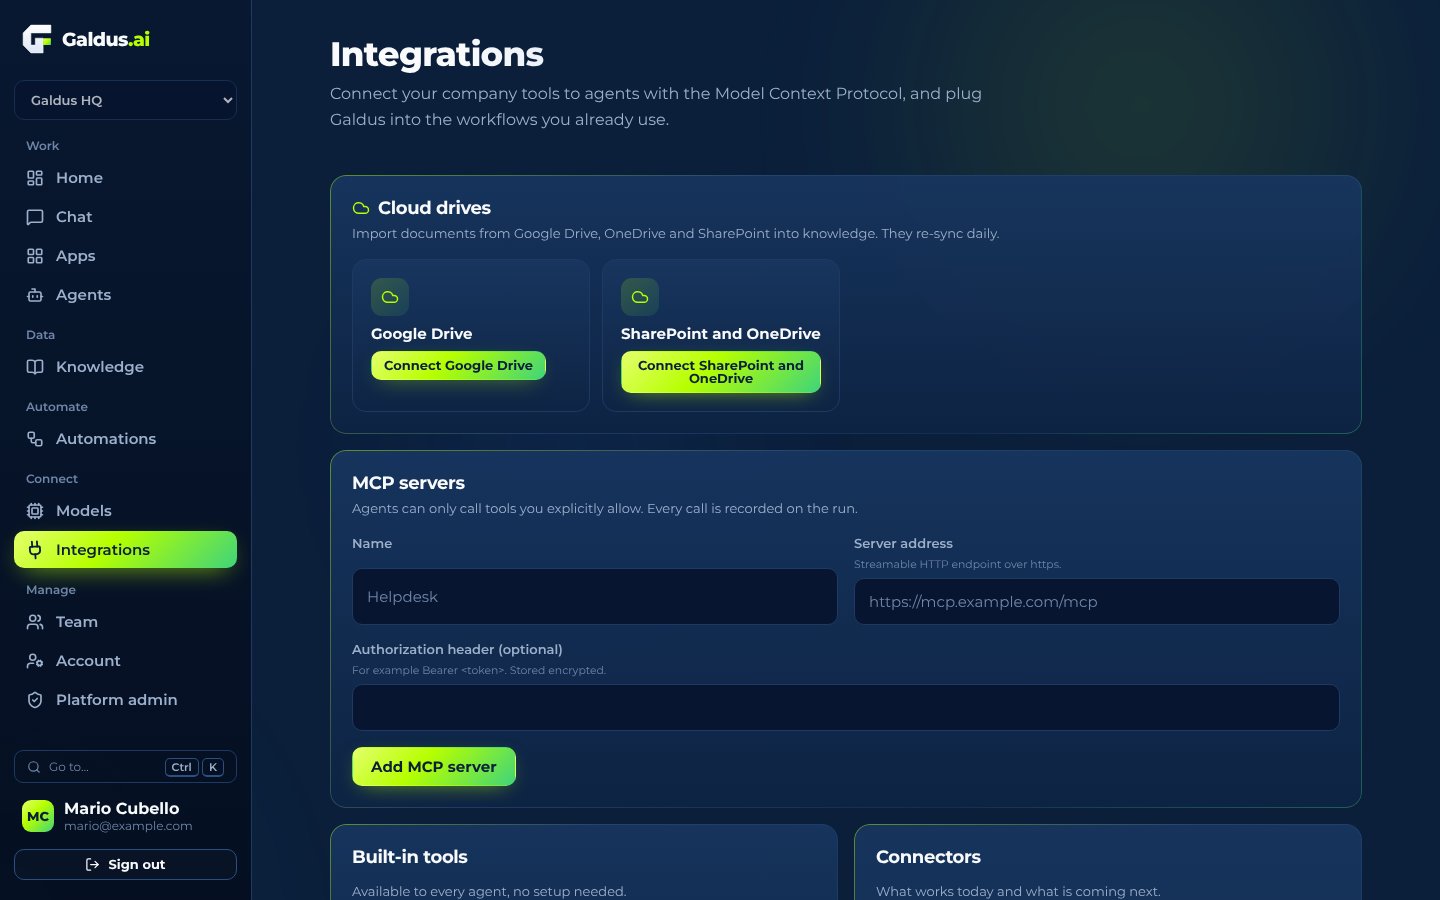 Galdus.ai
Galdus HQ
Work
Home
Chat
Apps
Agents
Data
Knowledge
Automate
Automations
Connect
Models
Integrations
Manage
Team
Account
Platform admin
Go to...
Ctrl K
MC
Mario Cubello
mario@example.com
Sign out
Integrations
Connect your company tools to agents with the Model Context Protocol, and plug
Galdus into the workflows you already use.
Cloud drives
Import documents from Google Drive, OneDrive and SharePoint into knowledge. They re-sync daily.
Google Drive
Connect Google Drive
SharePoint and OneDrive
Connect SharePoint and
OneDrive
MCP servers
Agents can only call tools you explicitly allow. Every call is recorded on the run.
Name
Helpdesk
Server address
Streamable HTTP endpoint over https.
https://mcp.example.com/mcp
Authorization header (optional)
For example Bearer <token>. Stored encrypted.
Add MCP server
Built-in tools
Available to every agent, no setup needed.
Connectors
What works today and what is coming next.